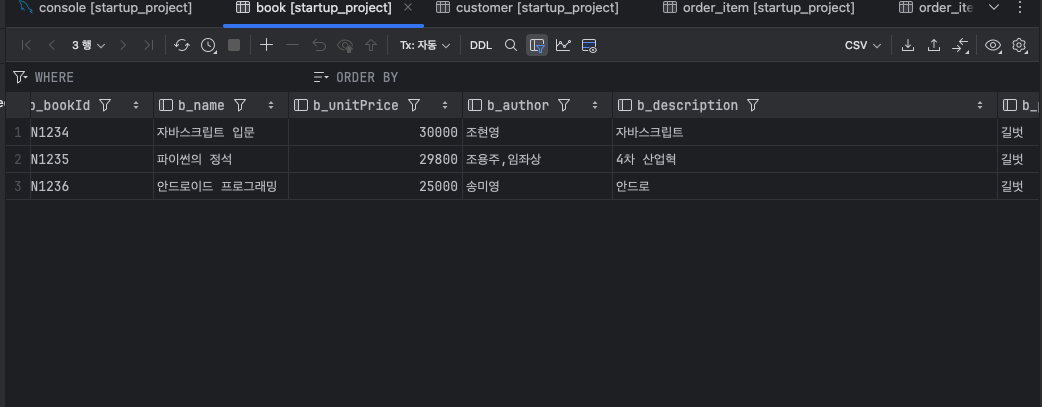 console [startup_project] book [startup_project] customer [startup_project] order_item [startup_project] order_ite
3 행 Tx: 자동 DDL CSV
WHERE ORDER BY
b_bookId b_name b_unitPrice b_author b_description b_
1 N1234 자바스크립트 입문 30000 조현영 자바스크립트 길벗
2 N1235 파이썬의 정석 29800 조용주,임좌상 4차 산업혁 길벗
3 N1236 안드로이드 프로그래밍 25000 송미영 안드로 길벗